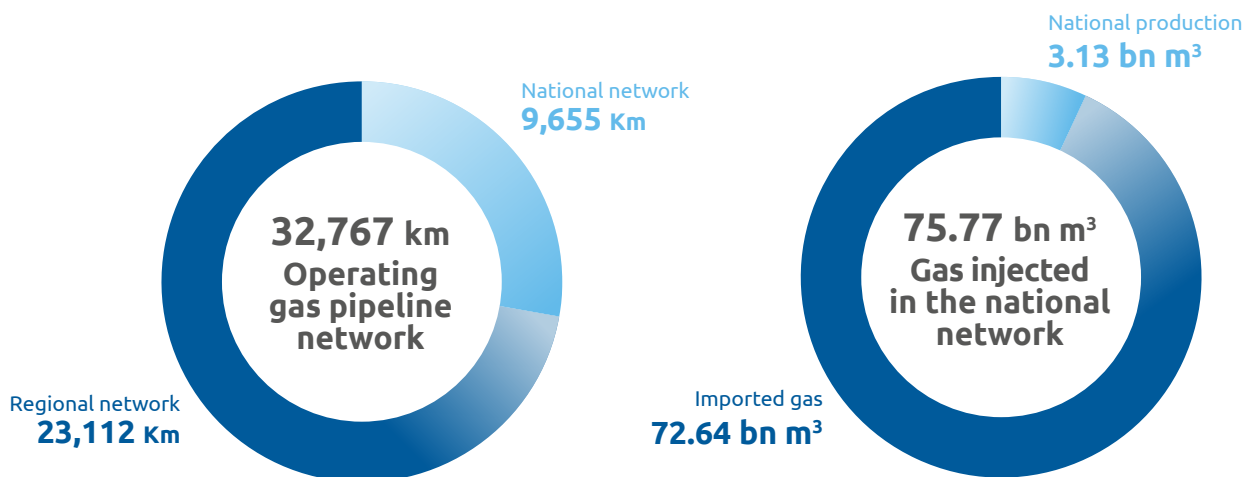 National network
9,655 Km
32,767 km
Operating
gas pipeline
network
Regional network
23,112 Km
National production
3.13 bn m³
75.77 bn m³
Gas injected
in the national
network
Imported gas
72.64 bn m³